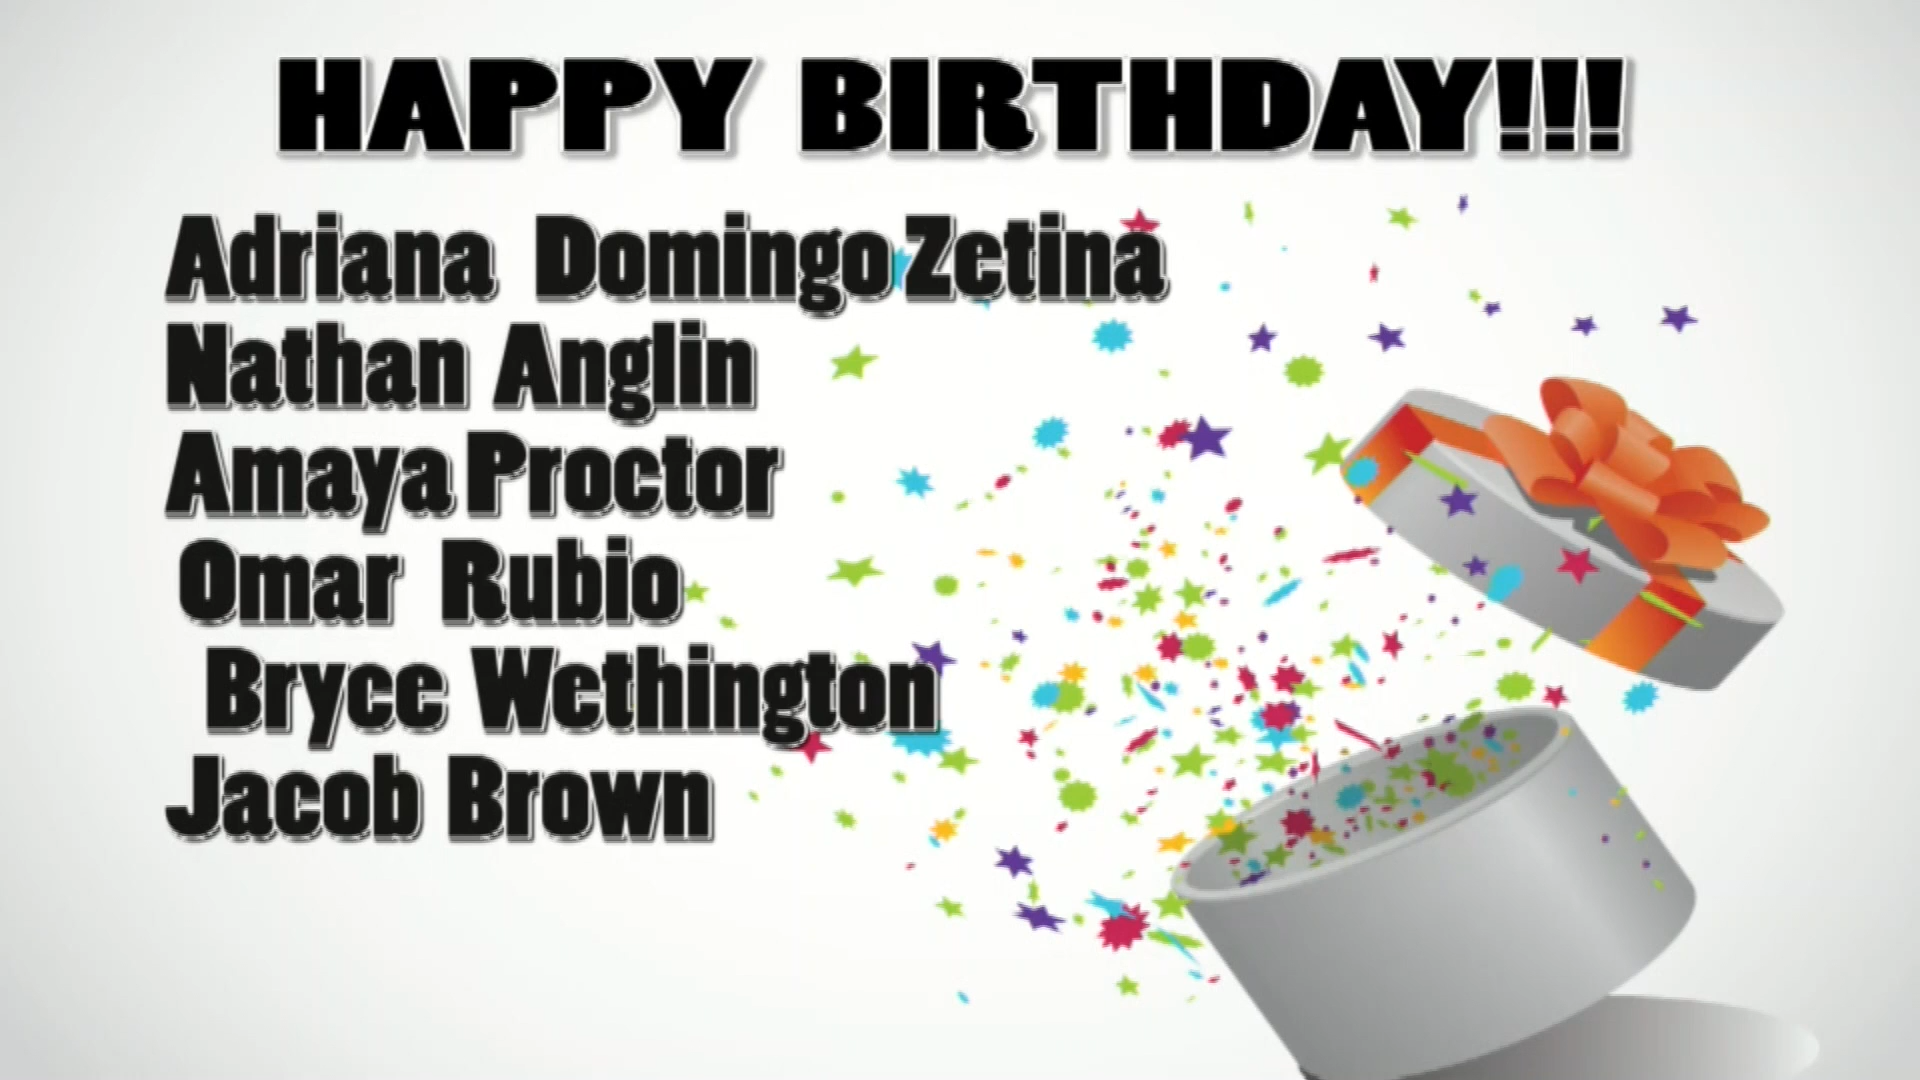 HAPPY BIRTHDAY!!!
Adriana Domingo Zetina
Nathan Anglin
Amaya Proctor
Omar Rubio
Bryce Wethington
Jacob Brown